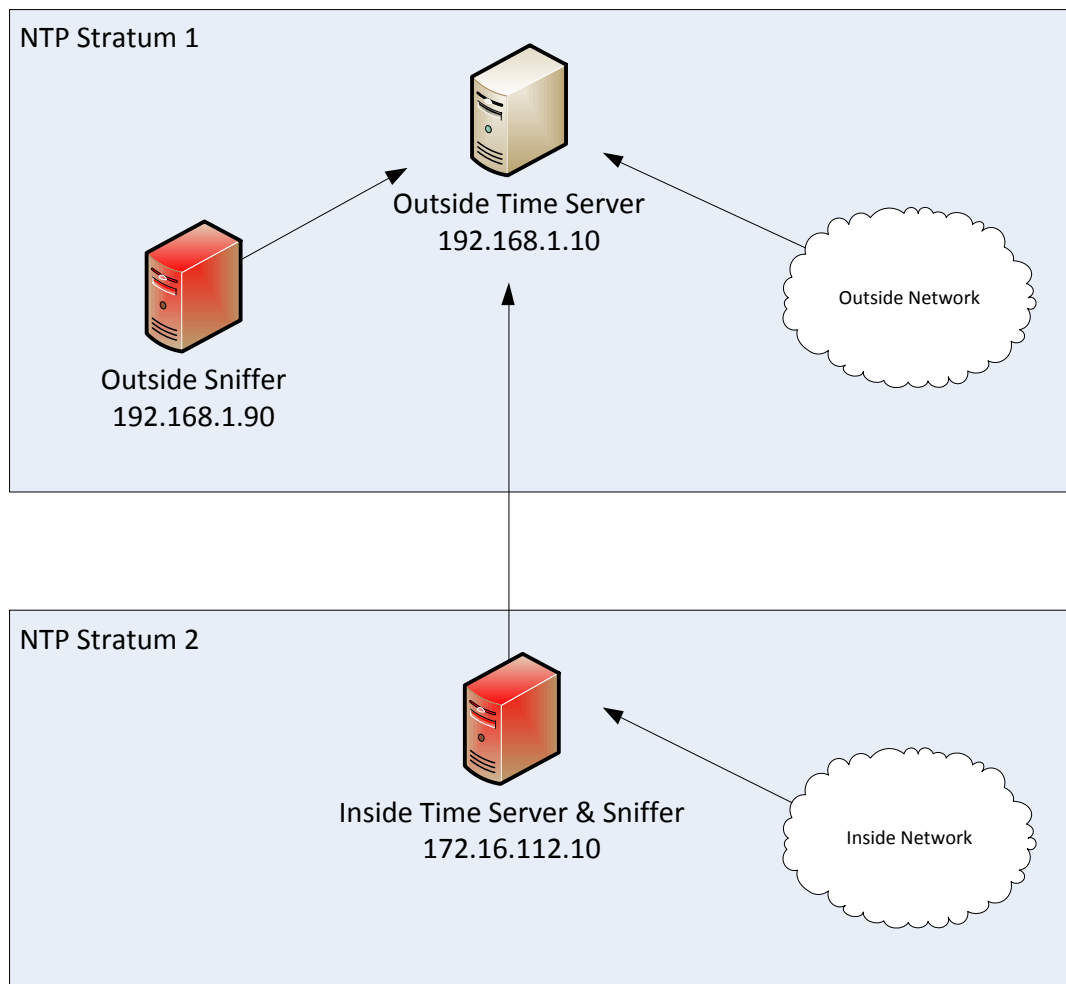 NTP Stratum 1
Outside Time Server
192.168.1.10
Outside Network
Outside Sniffer
192.168.1.90
NTP Stratum 2
Inside Time Server & Sniffer
172.16.112.10
Inside Network